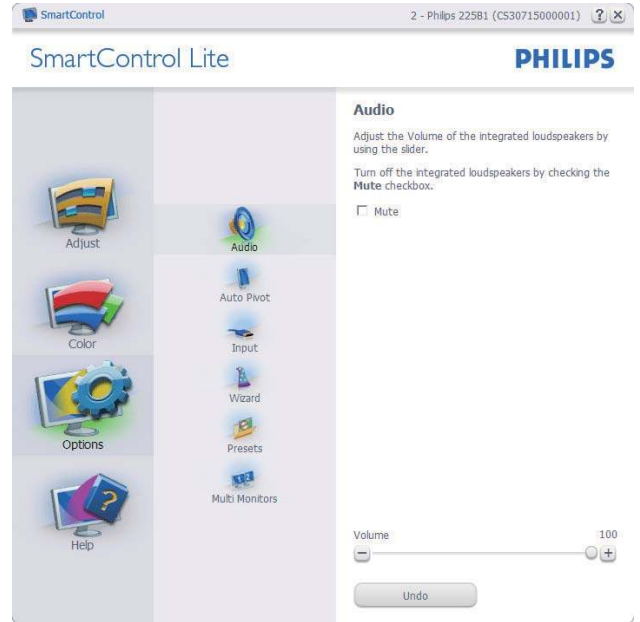 SmartControl
2 - Philips 225B1 (CS30715000001)
?
SmartControl Lite
PHILIPS
Adjust
Color
Options
?
Help
Audio
Auto Pivot
Input
Wizard
Presets
1 2
Multi Monitors
Audio
Adjust the Volume of the integrated loudspeakers by
using the slider.
Turn off the integrated loudspeakers by checking the
Mute checkbox.
Mute
Volume 100
Undo